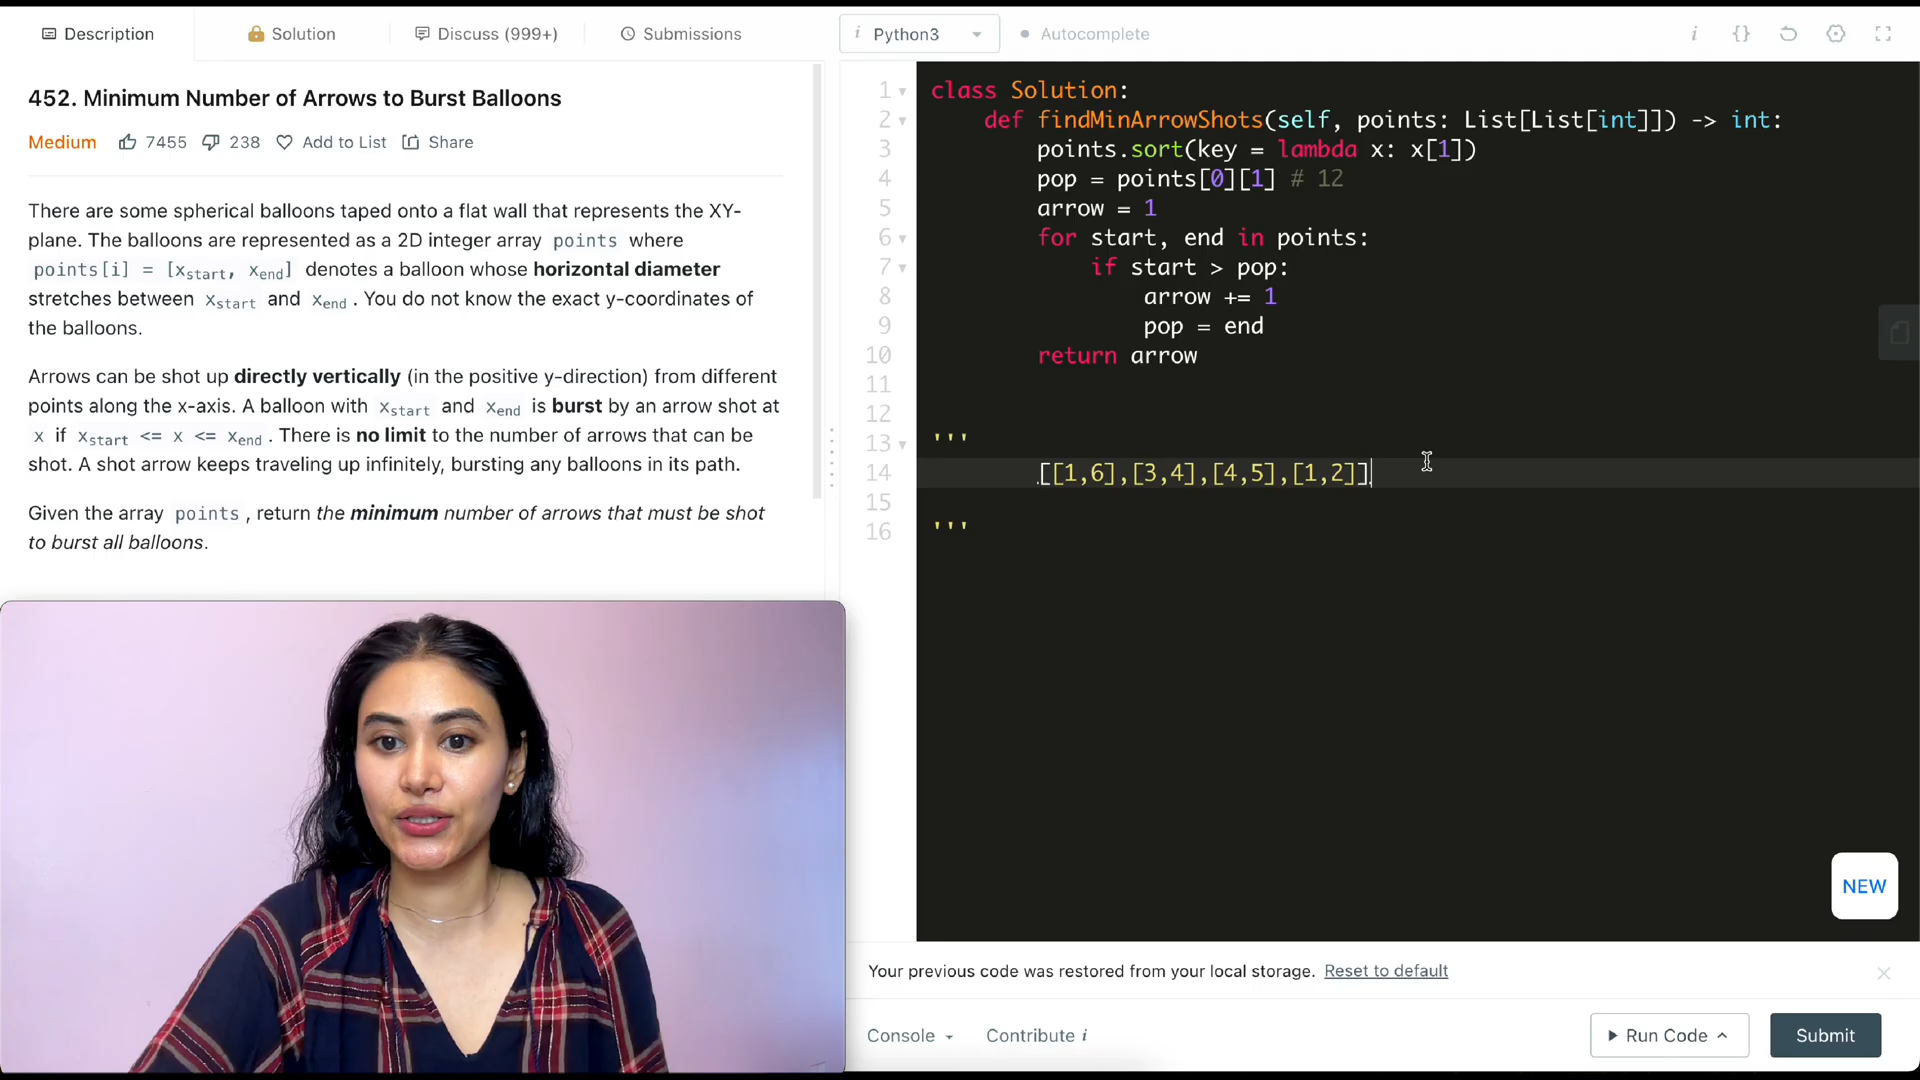 Description
Solution
Discuss (999+)
Submissions
i Python3
Autocomplete
i {}
452. Minimum Number of Arrows to Burst Balloons
Medium 7455 238 Add to List Share
There are some spherical balloons taped onto a flat wall that represents the XY-
plane. The balloons are represented as a 2D integer array points where
points[i] = [xstart, xend] denotes a balloon whose horizontal diameter
stretches between xstart and xend. You do not know the exact y-coordinates of
the balloons.
Arrows can be shot up directly vertically (in the positive y-direction) from different
points along the x-axis. A balloon with xstart and xend is burst by an arrow shot at
x if xstart <= x <= xend. There is no limit to the number of arrows that can be
shot. A shot arrow keeps traveling up infinitely, bursting any balloons in its path.
Given the array points, return the minimum number of arrows that must be shot
to burst all balloons.
1 class Solution:
2 def findMinArrowShots(self, points: List[List[int]]) -> int:
3 points.sort(key = lambda x: x[1])
4 pop = points[0][1] # 12
5 arrow = 1
6 for start, end in points:
7 if start > pop:
8 arrow += 1
9 pop = end
10 return arrow
11
12
13 '''
14 [[1,6],[3,4],[4,5],[1,2]]
15
16 '''
NEW
Your previous code was restored from your local storage. Reset to default
Console
Contribute i
Run Code
Submit